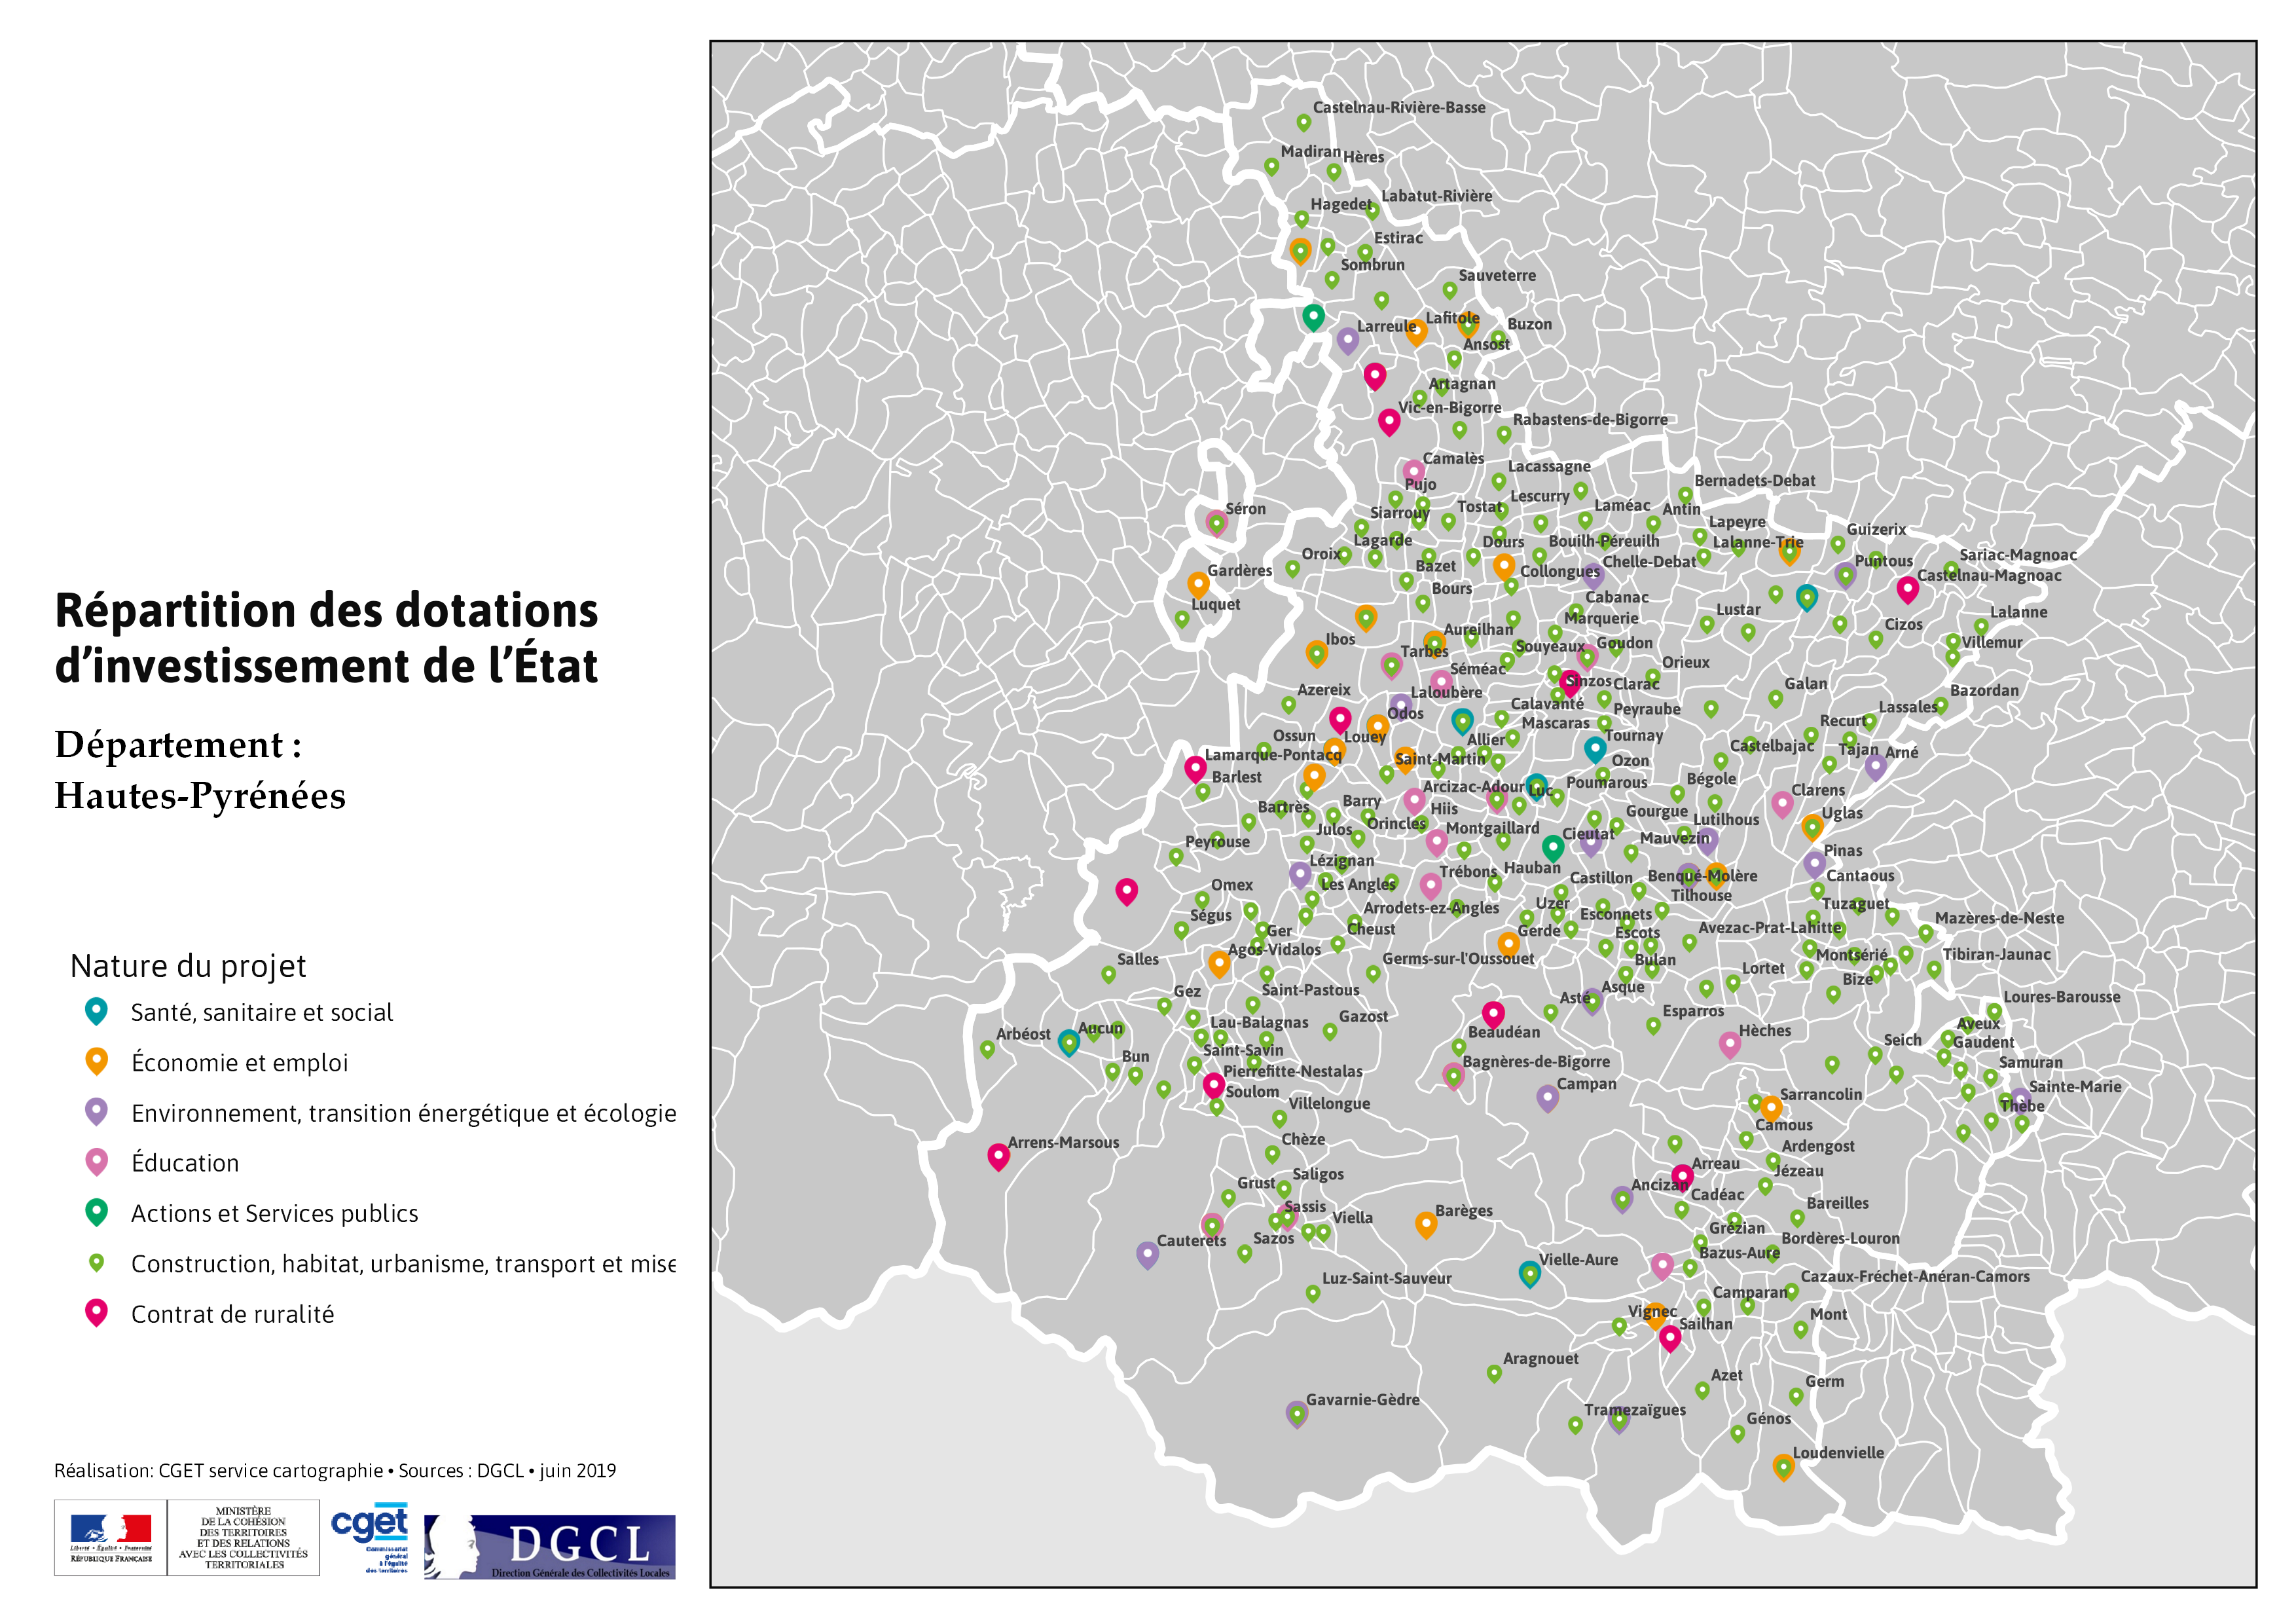 Répartition des dotations
d’investissement de l’État
Département :
Hautes-Pyrénées
Nature du projet
Santé, sanitaire et social
Économie et emploi
Environnement, transition énergétique et écologie
Éducation
Actions et Services publics
Construction, habitat, urbanisme, transport et mise
Contrat de ruralité
Réalisation: CGET service cartographie • Sources : DGCL • juin 2019
Liberté • Égalité • Fraternité
RÉPUBLIQUE FRANÇAISE
MINISTÈRE
DE LA COHÉSION
DES TERRITOIRES
ET DES RELATIONS
AVEC LES COLLECTIVITÉS
TERRITORIALES
cget
Commissariat
général
à l'égalité
des territoires
DGCL
Direction Générale des Collectivités Locales
Castelnau-Rivière-Basse
Madiran
Hères
Labatut-Rivière
Hagedet
Estirac
Sombrun
Sauveterre
Lafitole
Larreule
Buzon
Ansost
Artagnan
Vic-en-Bigorre
Rabastens-de-Bigorre
Camalès
Lacassagne
Pujo
Bernadets-Debat
Lescurry
Séron
Siarrouy
Tostat
Laméac
Antin
Lapeyre
Guizerix
Lagarde
Dours
Bouilh-Péreuilh
Lalanne-Trie
Oroix
Sariac-Magnoac
Gardères
Bazet
Collongues
Chelle-Debat
Puntous
Castelnau-Magnoac
Bours
Luquet
Cabanac
Lustar
Lalanne
Marquerie
Cizos
Ibos
Aureilhan
Villemur
Tarbes
Souyeaux
Goudon
Séméac
Orieux
Sinzos
Clarac
Galan
Azereix
Laloubère
Bazordan
Calavanté
Peyraube
Lassales
Odos
Mascaras
Recurt
Ossun
Louey
Allier
Tournay
Castelbajac
Tajan
Arné
Lamarque-Pontacq
Saint-Martin
Ozon
Barlest
Poumarous
Bégole
Arcizac-Adour
Luc
Clarens
Bartrès
Barry
Hiis
Gourgue
Lutilhous
Uglas
Julos
Orincles
Montgaillard
Cieutat
Mauvezin
Peyrouse
Pinas
Lézignan
Trébons
Hauban
Castillon
Benqué-Molère
Cantaous
Omex
Les Angles
Tilhouse
Ségus
Arrodets-ez-Angles
Uzer
Esconnets
Tuzaguet
Ger
Cheust
Gerde
Escots
Avezac-Prat-Lahitte
Mazères-de-Neste
Agos-Vidalos
Salles
Germs-sur-l'Oussouet
Bulan
Lortet
Montsérié
Tibiran-Jaunac
Bize
Gez
Saint-Pastous
Asté
Asque
Loures-Barousse
Arbéost
Aucun
Lau-Balagnas
Gazost
Beaudéan
Esparros
Hèches
Seich
Aveux
Gaudent
Bun
Saint-Savin
Bagnères-de-Bigorre
Samuran
Pierrefitte-Nestalas
Campan
Sainte-Marie
Soulom
Villelongue
Sarrancolin
Thèbe
Camous
Arrens-Marsous
Chèze
Ardengost
Arreau
Jézeau
Saligos
Grust
Ancizan
Cadéac
Bareilles
Sassis
Viella
Barèges
Grézian
Cauterets
Sazos
Bordères-Louron
Bazus-Aure
Vielle-Aure
Luz-Saint-Sauveur
Cazaux-Fréchet-Anéran-Camors
Camparan
Vignec
Sailhan
Mont
Aragnouet
Azet
Germ
Gavarnie-Gèdre
Tramezaïgues
Génos
Loudenvielle